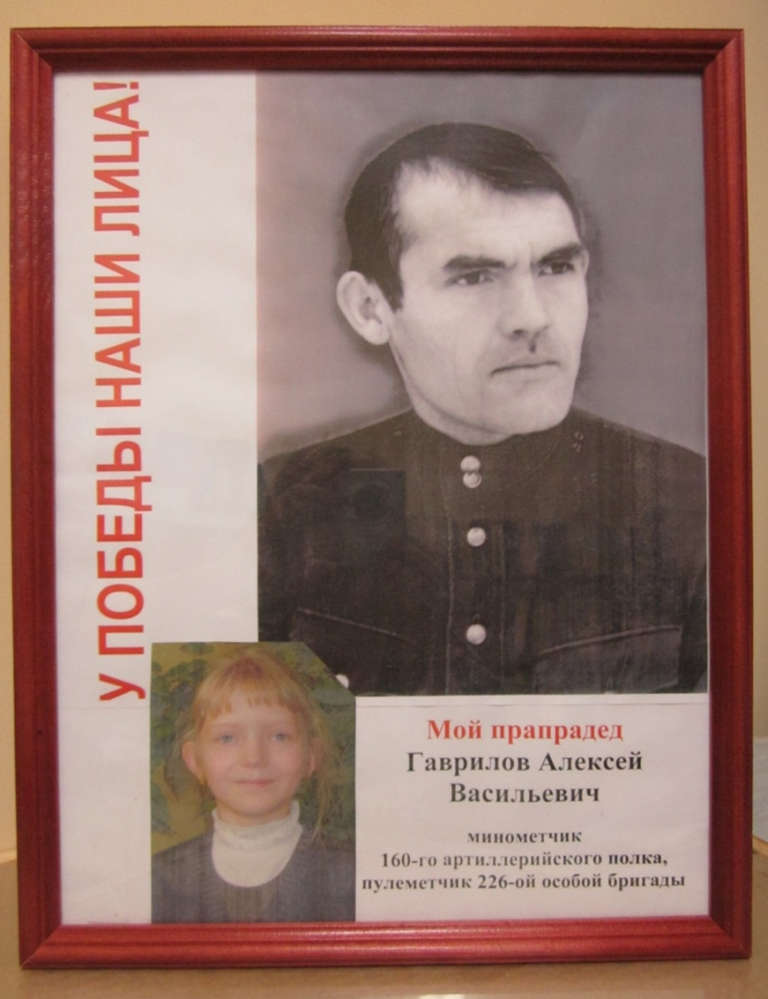 У ПОБЕДЫ НАШИ ЛИЦА!
Мой прапрадед
Гаврилов Алексей
Васильевич
минометчик
160-го артиллерийского полка,
пулеметчик 226-ой особой бригады